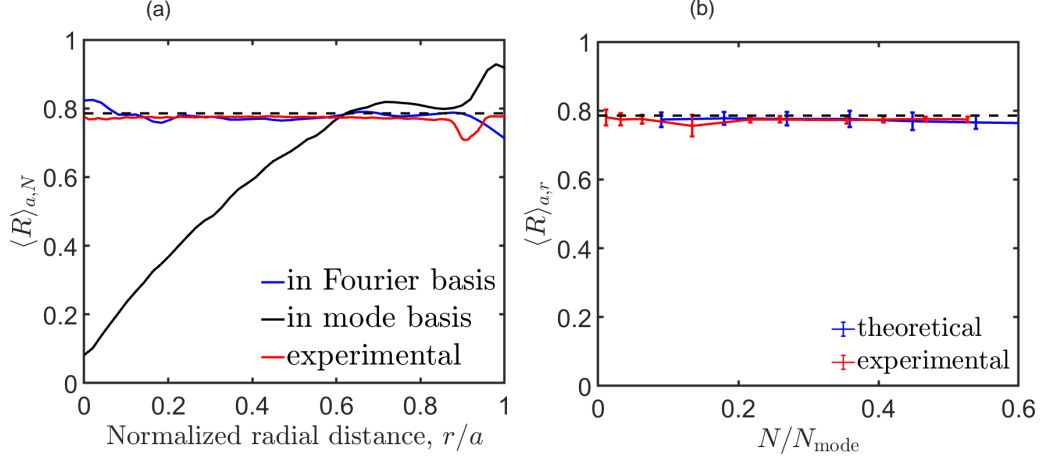 (a)
1
0.8
0.6
0.4
0.2
0
0 0.2 0.4 0.6 0.8 1
⟨R⟩a,N
in Fourier basis
in mode basis
experimental
Normalized radial distance, r/a
(b)
1
0.8
0.6
0.4
0.2
0
0 0.2 0.4 0.6
⟨R⟩a,r
theoretical
experimental
N/Nmode